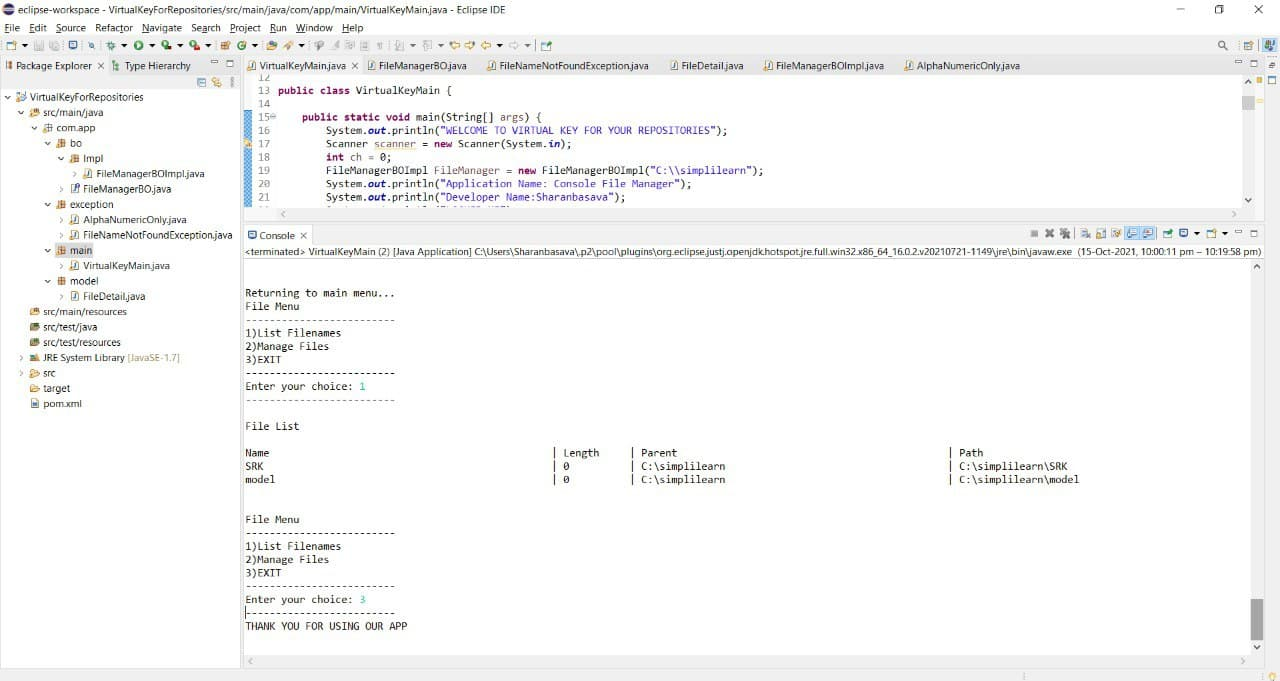 eclipse-workspace - VirtualKeyForRepositories/src/main/java/com/app/main/VirtualKeyMain.java - Eclipse IDE
File Edit Source Refactor Navigate Search Project Run Window Help
Package Explorer Type Hierarchy
VirtualKeyForRepositories
src/main/java
com.app
bo
Impl
FileManagerBOImpl.java
FileManagerBO.java
exception
AlphaNumericOnly.java
FileNameNotFoundException.java
main
VirtualKeyMain.java
model
FileDetail.java
src/main/resources
src/test/java
src/test/resources
JRE System Library [JavaSE-1.7]
src
target
pom.xml
VirtualKeyMain.java FileManagerBO.java FileNameNotFoundException.java FileDetail.java FileManagerBOImpl.java AlphaNumericOnly.java
12
13 public class VirtualKeyMain {
14
15 public static void main(String[] args) {
16 System.out.println("WELCOME TO VIRTUAL KEY FOR YOUR REPOSITORIES");
17 Scanner scanner = new Scanner(System.in);
18 int ch = 0;
19 FileManagerBOImpl FileManager = new FileManagerBOImpl("C:\\simplilearn");
20 System.out.println("Application Name: Console File Manager");
21 System.out.println("Developer Name:Sharanbasava");
Console
<terminated> VirtualKeyMain (2) [Java Application] C:\Users\Sharanbasava\.p2\pool\plugins\org.eclipse.justj.openjdk.hotspot.jre.full.win32.x86_64_16.0.2.v20210721-1149\jre\bin\javaw.exe (15-Oct-2021, 10:00:11 pm – 10:19:58 pm)
Returning to main menu...
File Menu
-------------------------
1)List Filenames
2)Manage Files
3)EXIT
-------------------------
Enter your choice: 1
-------------------------
File List
Name | Length | Parent | Path
SRK | 0 | C:\simplilearn | C:\simplilearn\SRK
model | 0 | C:\simplilearn | C:\simplilearn\model
File Menu
-------------------------
1)List Filenames
2)Manage Files
3)EXIT
-------------------------
Enter your choice: 3
-------------------------
THANK YOU FOR USING OUR APP